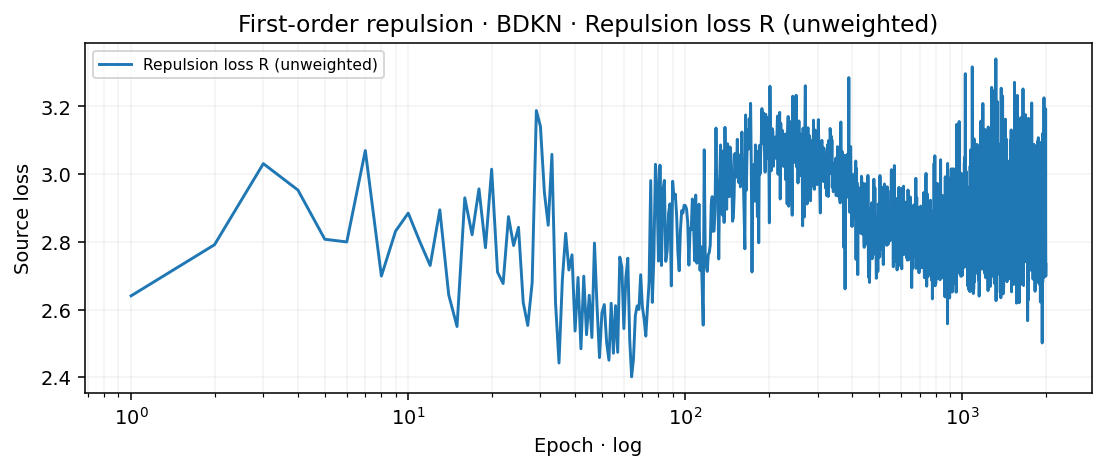 First-order repulsion · BDKN · Repulsion loss R (unweighted)
Repulsion loss R (unweighted)
Source loss
3.2
3.0
2.8
2.6
2.4
10⁰ 10¹ 10² 10³
Epoch · log